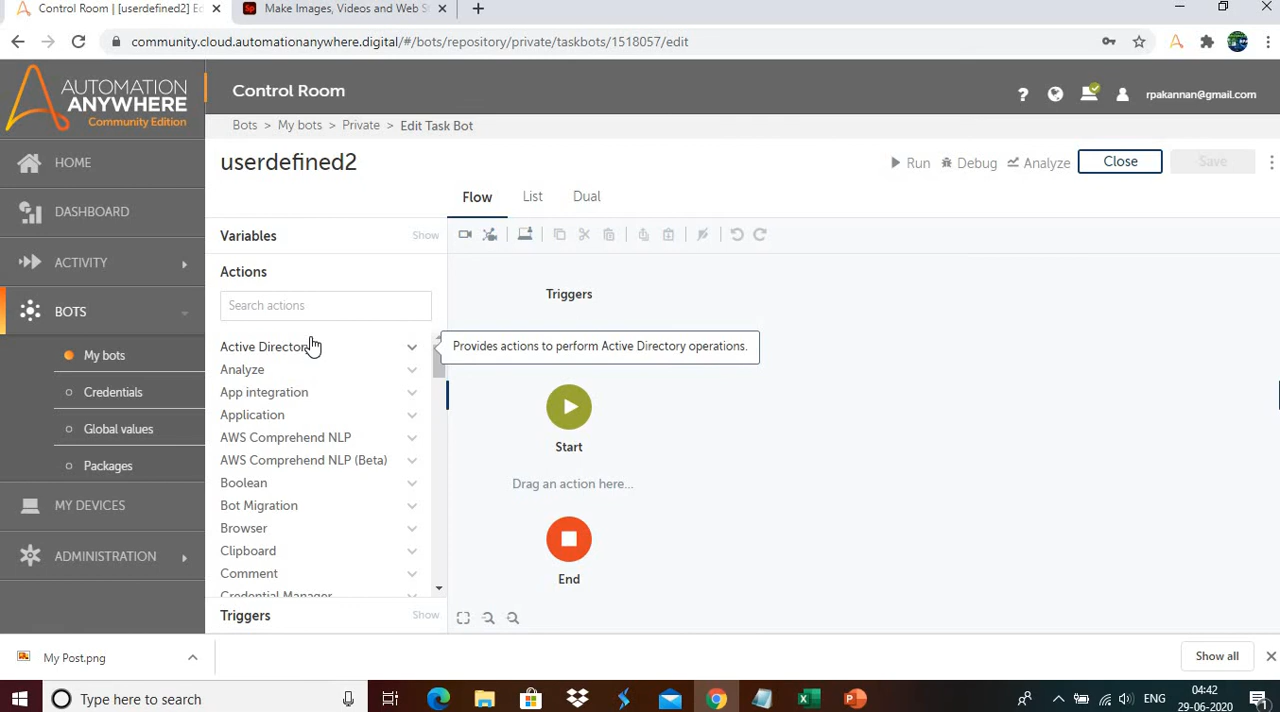 Control Room | [userdefined2] Ec
Make Images, Videos and Web S
community.cloud.automationanywhere.digital/#/bots/repository/private/taskbots/1518057/edit
AUTOMATION
ANYWHERE
Community Edition
Control Room
rpakannan@gmail.com
Bots > My bots > Private > Edit Task Bot
userdefined2
Run
Debug
Analyze
Close
Save
Flow
List
Dual
HOME
DASHBOARD
ACTIVITY
BOTS
My bots
Credentials
Global values
Packages
MY DEVICES
ADMINISTRATION
Variables
Show
Actions
Search actions
Active Director
Analyze
App integration
Application
AWS Comprehend NLP
AWS Comprehend NLP (Beta)
Boolean
Bot Migration
Browser
Clipboard
Comment
Credential Manager
Triggers
Show
Triggers
Provides actions to perform Active Directory operations.
Start
Drag an action here...
End
My Post.png
Show all
Type here to search
ENG
04:42
29-06-2020